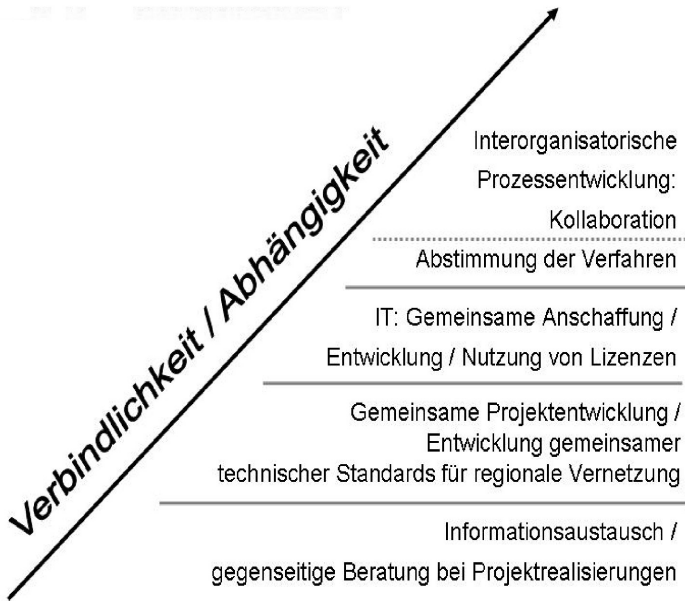 Verbindlichkeit / Abhängigkeit
Interorganisatorische
Prozessentwicklung:
Kollaboration
Abstimmung der Verfahren
IT: Gemeinsame Anschaffung /
Entwicklung / Nutzung von Lizenzen
Gemeinsame Projektentwicklung /
Entwicklung gemeinsamer
technischer Standards für regionale Vernetzung
Informationsaustausch /
gegenseitige Beratung bei Projektrealisierungen